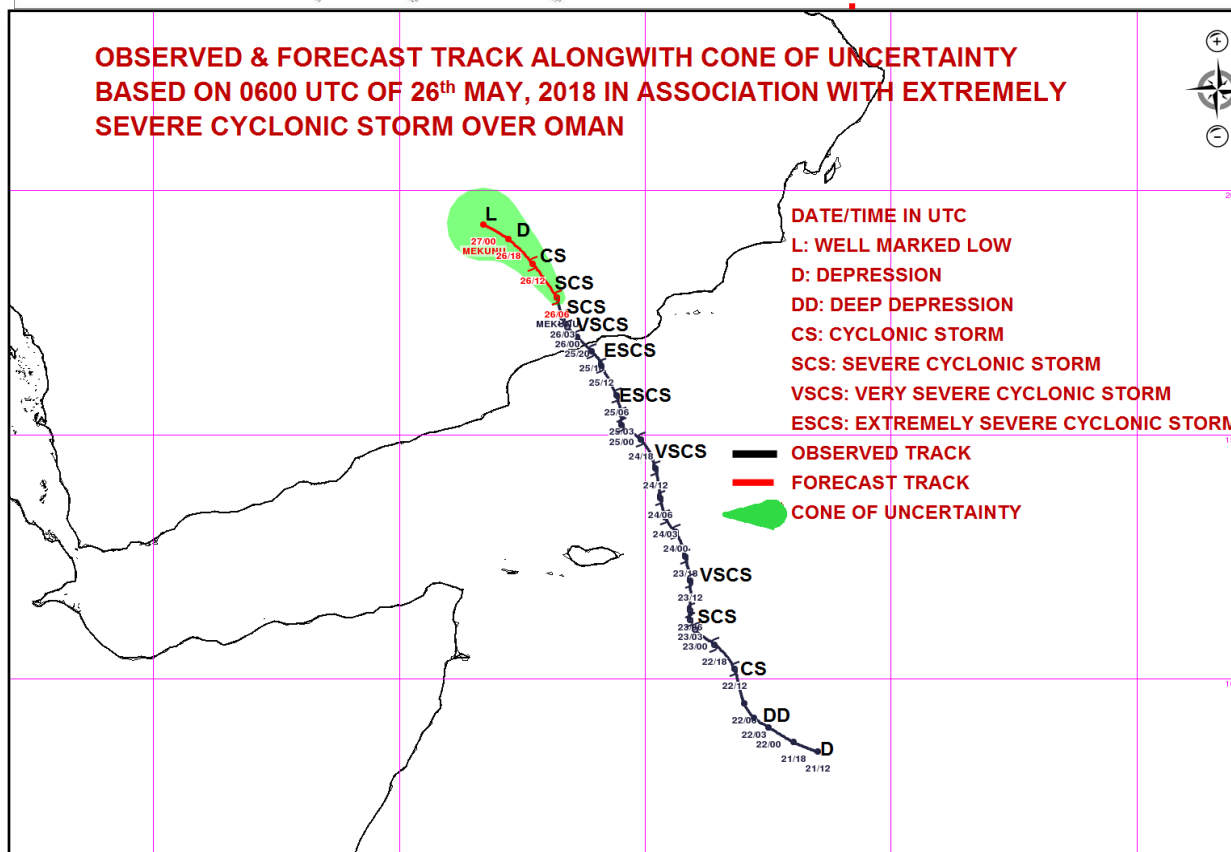 OBSERVED & FORECAST TRACK ALONGWITH CONE OF UNCERTAINTY
BASED ON 0600 UTC OF 26th MAY, 2018 IN ASSOCIATION WITH EXTREMELY
SEVERE CYCLONIC STORM OVER OMAN
DATE/TIME IN UTC
L: WELL MARKED LOW
D: DEPRESSION
DD: DEEP DEPRESSION
CS: CYCLONIC STORM
SCS: SEVERE CYCLONIC STORM
VSCS: VERY SEVERE CYCLONIC STORM
ESCS: EXTREMELY SEVERE CYCLONIC STORM
OBSERVED TRACK
FORECAST TRACK
CONE OF UNCERTAINTY
L
27/00
MEKUNU
D
26/18
CS
26/12
SCS
26/06
SCS
MEKUNU
26/03
VSCS
26/00
25/20
ESCS
25/12
ESCS
25/06
25/03
25/00
24/18
VSCS
24/12
24/06
24/03
24/00
23/18
VSCS
23/12
SCS
23/06
23/03
23/00
22/18
CS
22/12
22/06
DD
22/03
22/00
21/18
D
21/12